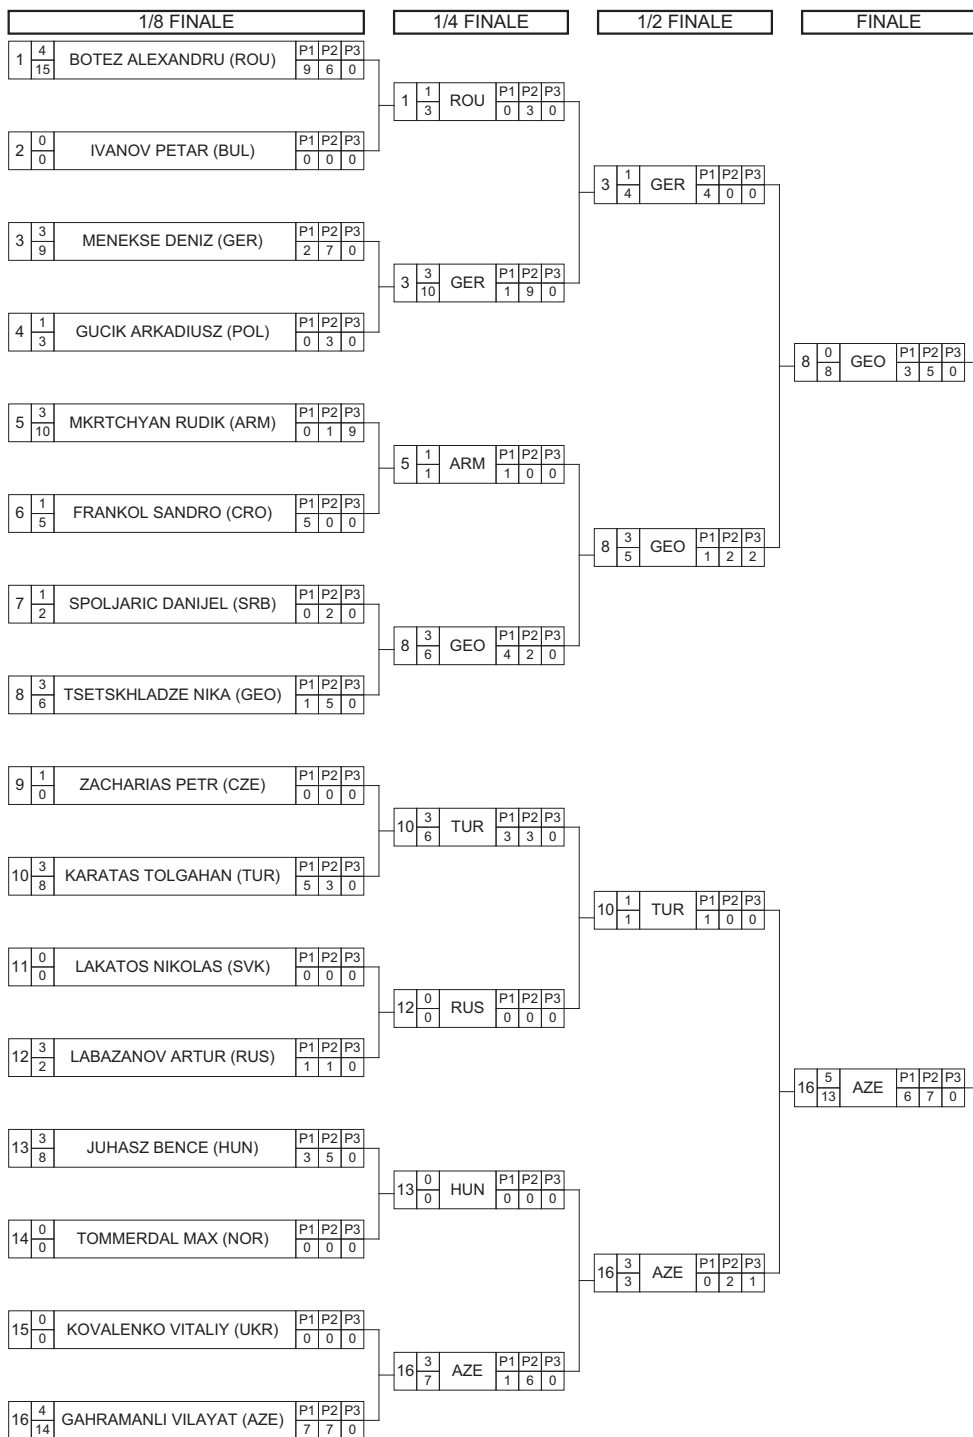 1/8 FINALE 1/4 FINALE 1/2 FINALE FINALE
1 4 15 BOTEZ ALEXANDRU (ROU) P1 P2 P3 9 6 0
1 1 3 ROU P1 P2 P3 0 3 0
2 0 0 IVANOV PETAR (BUL) P1 P2 P3 0 0 0
3 1 4 GER P1 P2 P3 4 0 0
3 3 9 MENEKSE DENIZ (GER) P1 P2 P3 2 7 0
3 3 10 GER P1 P2 P3 1 9 0
4 1 3 GUCIK ARKADIUSZ (POL) P1 P2 P3 0 3 0
8 0 8 GEO P1 P2 P3 3 5 0
5 3 10 MKRTCHYAN RUDIK (ARM) P1 P2 P3 0 1 9
5 1 1 ARM P1 P2 P3 1 0 0
6 1 5 FRANKOL SANDRO (CRO) P1 P2 P3 5 0 0
8 3 5 GEO P1 P2 P3 1 2 2
7 1 2 SPOLJARIC DANIJEL (SRB) P1 P2 P3 0 2 0
8 3 6 GEO P1 P2 P3 4 2 0
8 3 6 TSETSKHLADZE NIKA (GEO) P1 P2 P3 1 5 0
9 1 0 ZACHARIAS PETR (CZE) P1 P2 P3 0 0 0
10 3 6 TUR P1 P2 P3 3 3 0
10 3 8 KARATAS TOLGAHAN (TUR) P1 P2 P3 5 3 0
10 1 1 TUR P1 P2 P3 1 0 0
11 0 0 LAKATOS NIKOLAS (SVK) P1 P2 P3 0 0 0
12 0 0 RUS P1 P2 P3 0 0 0
12 3 2 LABAZANOV ARTUR (RUS) P1 P2 P3 1 1 0
16 5 13 AZE P1 P2 P3 6 7 0
13 3 8 JUHASZ BENCE (HUN) P1 P2 P3 3 5 0
13 0 0 HUN P1 P2 P3 0 0 0
14 0 0 TOMMERDAL MAX (NOR) P1 P2 P3 0 0 0
16 3 3 AZE P1 P2 P3 0 2 1
15 0 0 KOVALENKO VITALIY (UKR) P1 P2 P3 0 0 0
16 3 7 AZE P1 P2 P3 1 6 0
16 4 14 GAHRAMANLI VILAYAT (AZE) P1 P2 P3 7 7 0